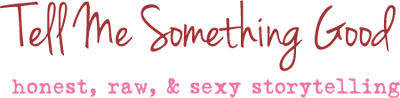 Tell Me Something Good
honest, raw, & sexy storytelling